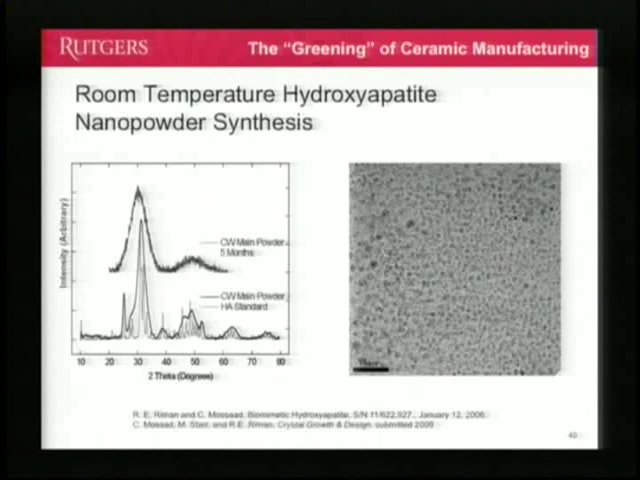 RUTGERS
The “Greening” of Ceramic Manufacturing
Room Temperature Hydroxyapatite
Nanopowder Synthesis
Intensity (Arbitrary)
CW Main Powder
5 Months
CW Main Powder
HA Standard
10 20 30 40 50 60 70 80
2 Theta (Degrees)
R. E. Riman and C. Mossaad, Biomimetic Hydroxyapatite, S/N 11/622,927., January 12, 2006.
C. Mossad, M. Starr, and R.E. Riman, Crystal Growth & Design, submitted 2009